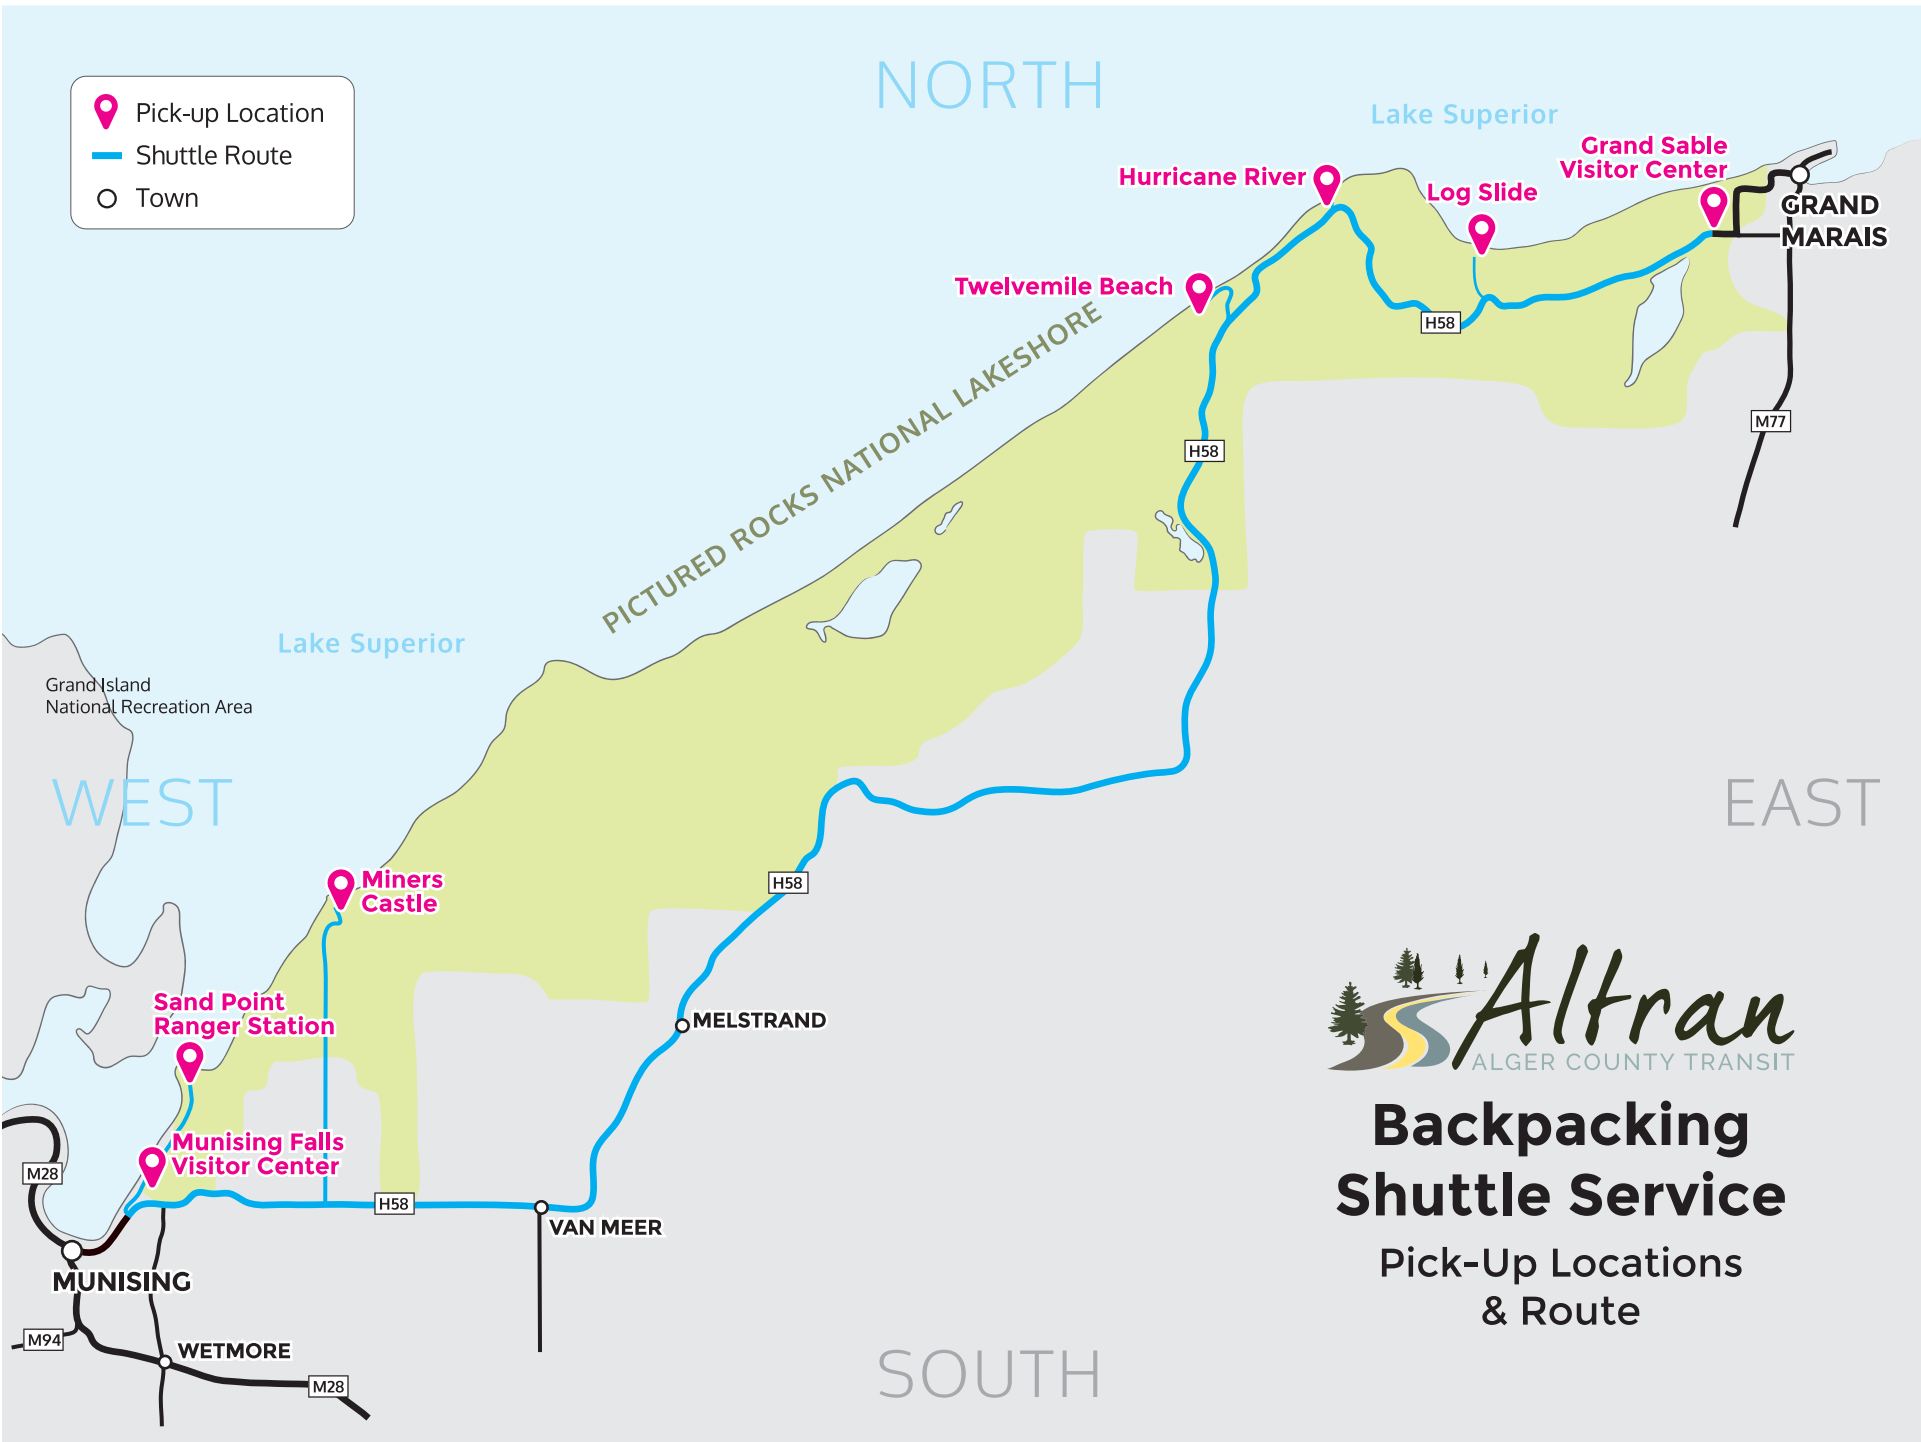 NORTH
Pick-up Location
Shuttle Route
Town
Lake Superior
Grand Sable
Visitor Center
Hurricane River
Log Slide
GRAND
MARAIS
Twelvemile Beach
H58
M77
H58
PICTURED ROCKS NATIONAL LAKESHORE
Lake Superior
Grand Island
National Recreation Area
WEST
EAST
Miners
Castle
H58
Sand Point
Ranger Station
MELSTRAND
Altran
ALGER COUNTY TRANSIT
Backpacking
Shuttle Service
Pick-Up Locations
& Route
Munising Falls
Visitor Center
M28
H58
VAN MEER
MUNISING
M94
WETMORE
M28
SOUTH